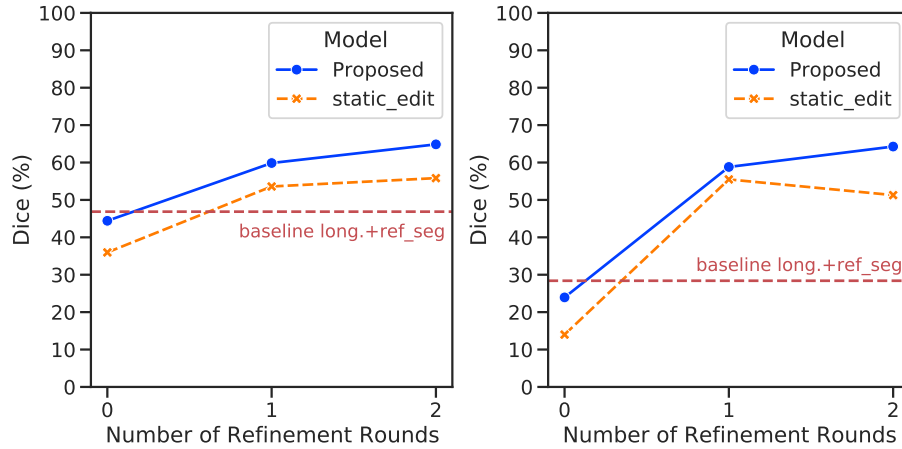 100
90
80
70
60
50
40
30
20
10
0
Dice (%)
Model
Proposed
static_edit
baseline long.+ref_seg
0 1 2
Number of Refinement Rounds
100
90
80
70
60
50
40
30
20
10
0
Dice (%)
Model
Proposed
static_edit
baseline long.+ref_seg
0 1 2
Number of Refinement Rounds